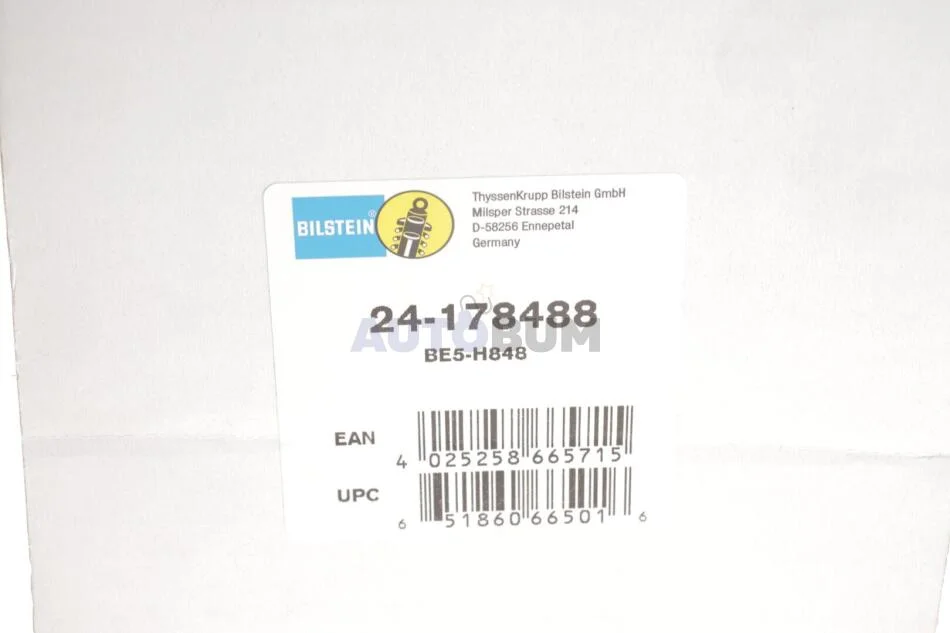 BILSTEIN®
ThyssenKrupp Bilstein GmbH
Milsper Strasse 214
D-58256 Ennepetal
Germany
24-178488
AUTOBUM
BE5-H848
EAN
4 025258 665715
UPC
6 51860 66501 6